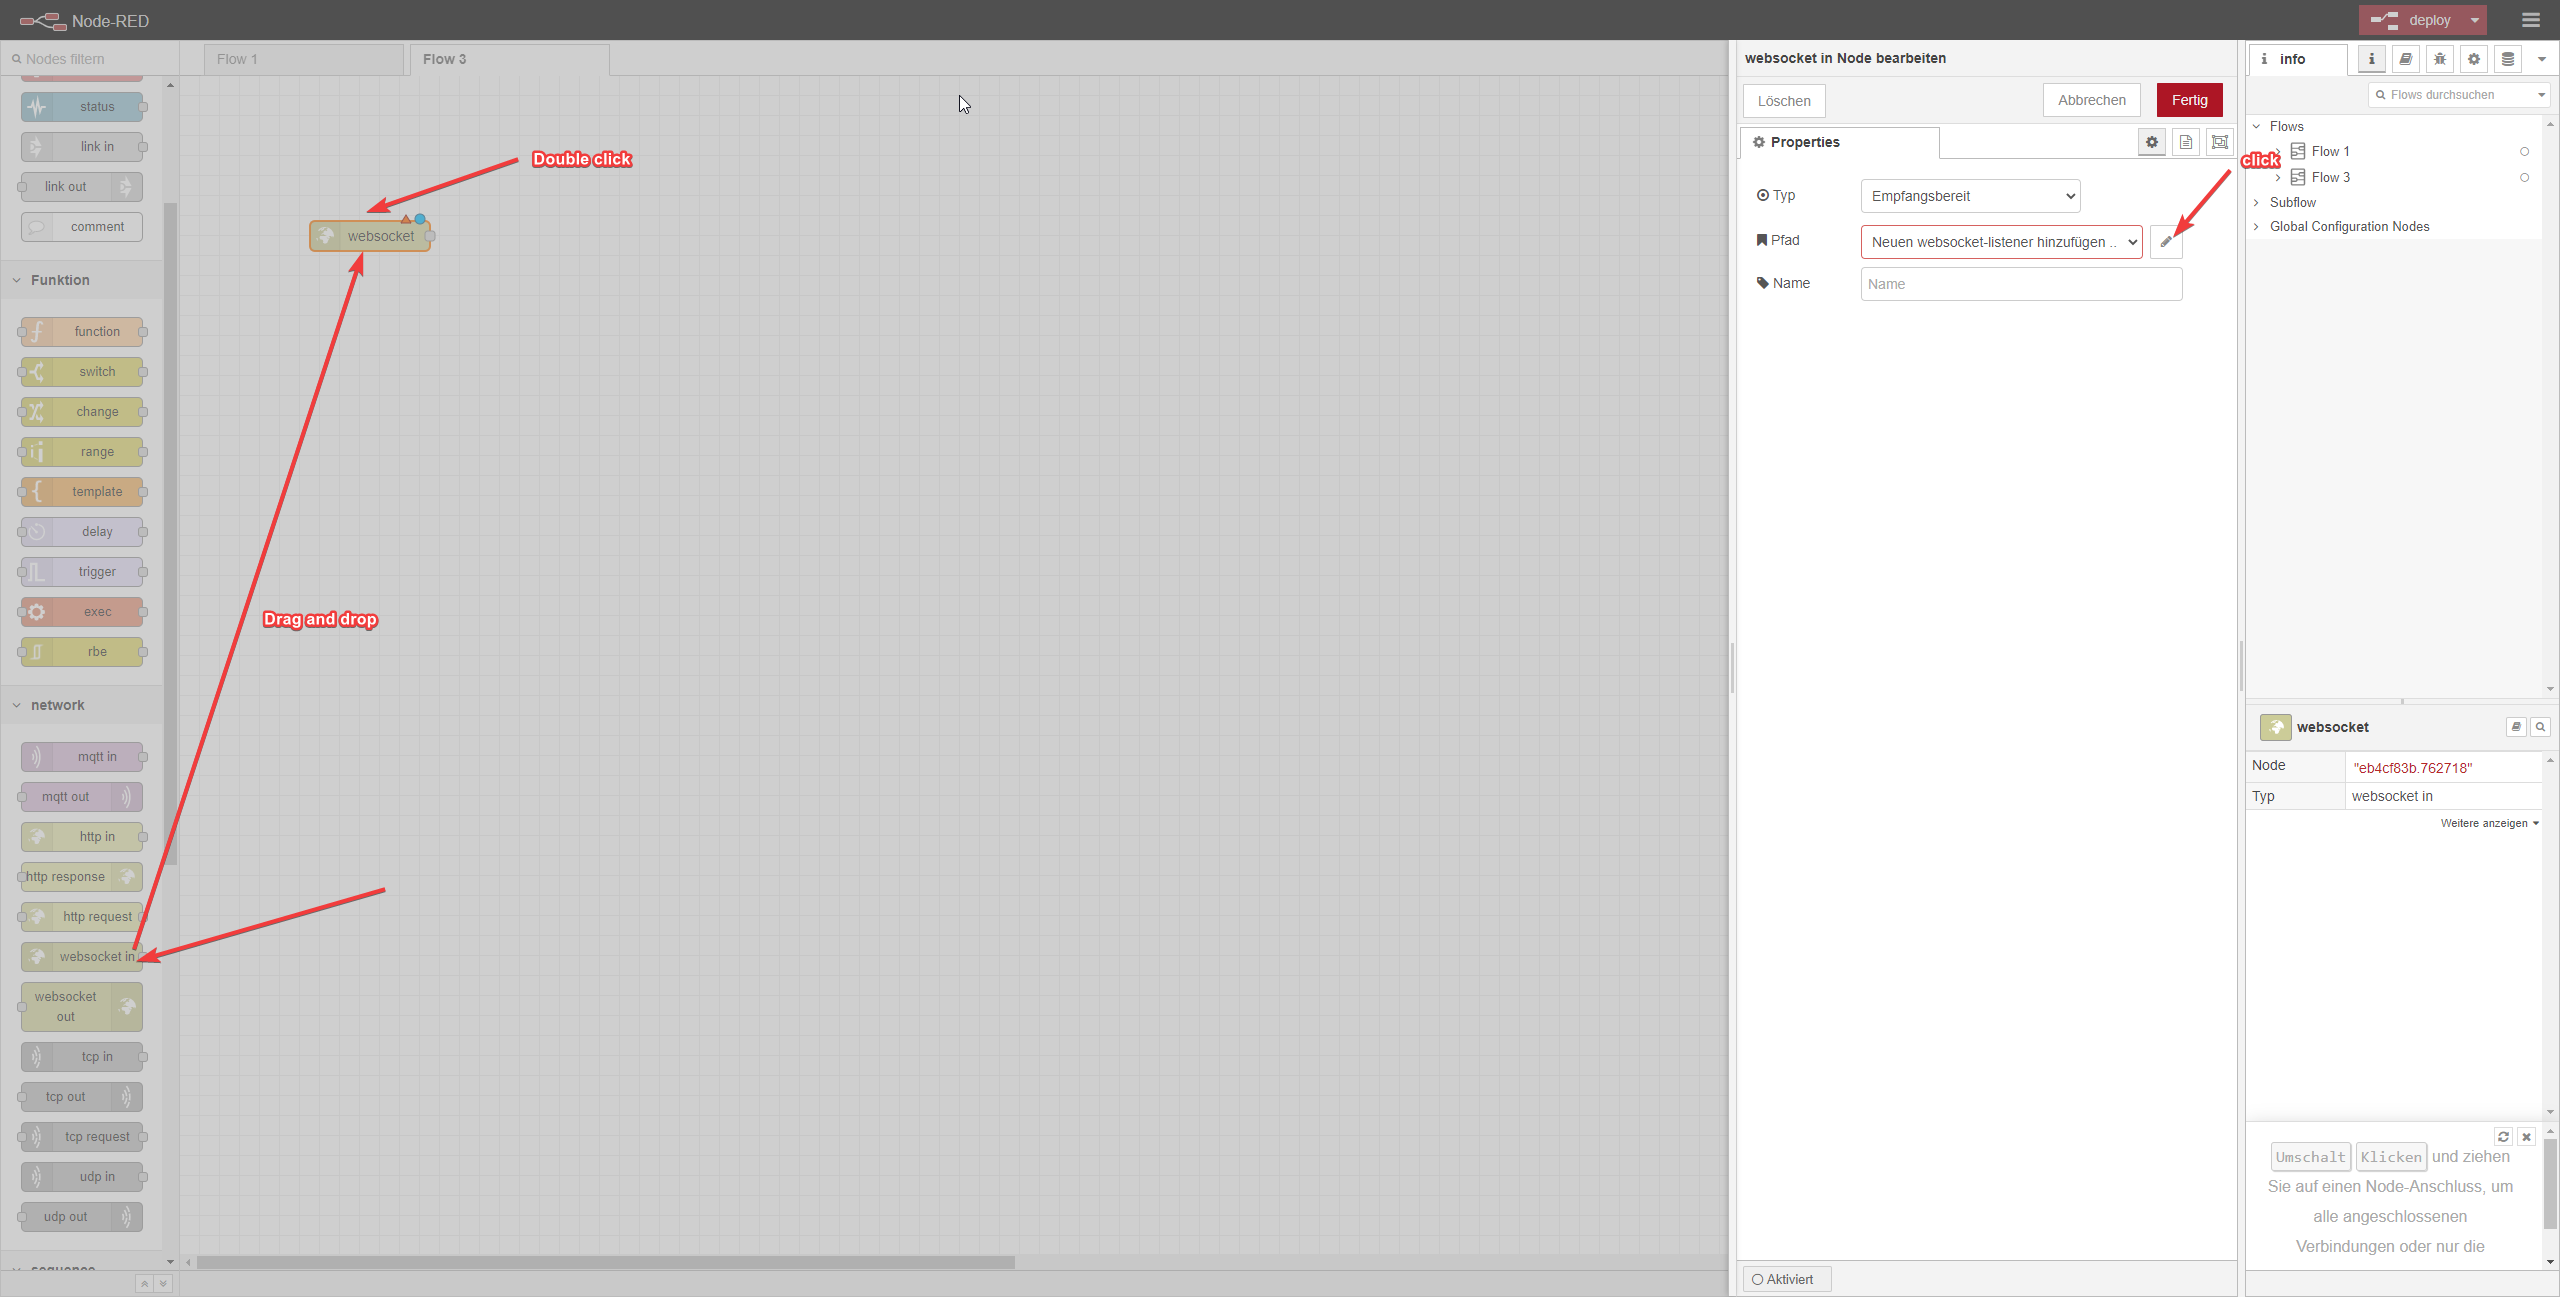 Node-RED
deploy
Nodes filtern
Flow 1
Flow 3
status
link in
link out
comment
Funktion
function
switch
change
range
template
delay
trigger
exec
rbe
network
mqtt in
mqtt out
http in
http response
http request
websocket in
websocket
out
tcp in
tcp out
tcp request
udp in
udp out
sequence
Double click
websocket
Drag and drop
websocket in Node bearbeiten
Löschen
Abbrechen
Fertig
Properties
Typ
Empfangsbereit
Pfad
Neuen websocket-listener hinzufügen ..
Name
Name
Aktiviert
click
info
Flows durchsuchen
Flows
Flow 1
Flow 3
Subflow
Global Configuration Nodes
websocket
Node
"eb4cf83b.762718"
Typ
websocket in
Weitere anzeigen
Umschalt Klicken und ziehen
Sie auf einen Node-Anschluss, um
alle angeschlossenen
Verbindungen oder nur die